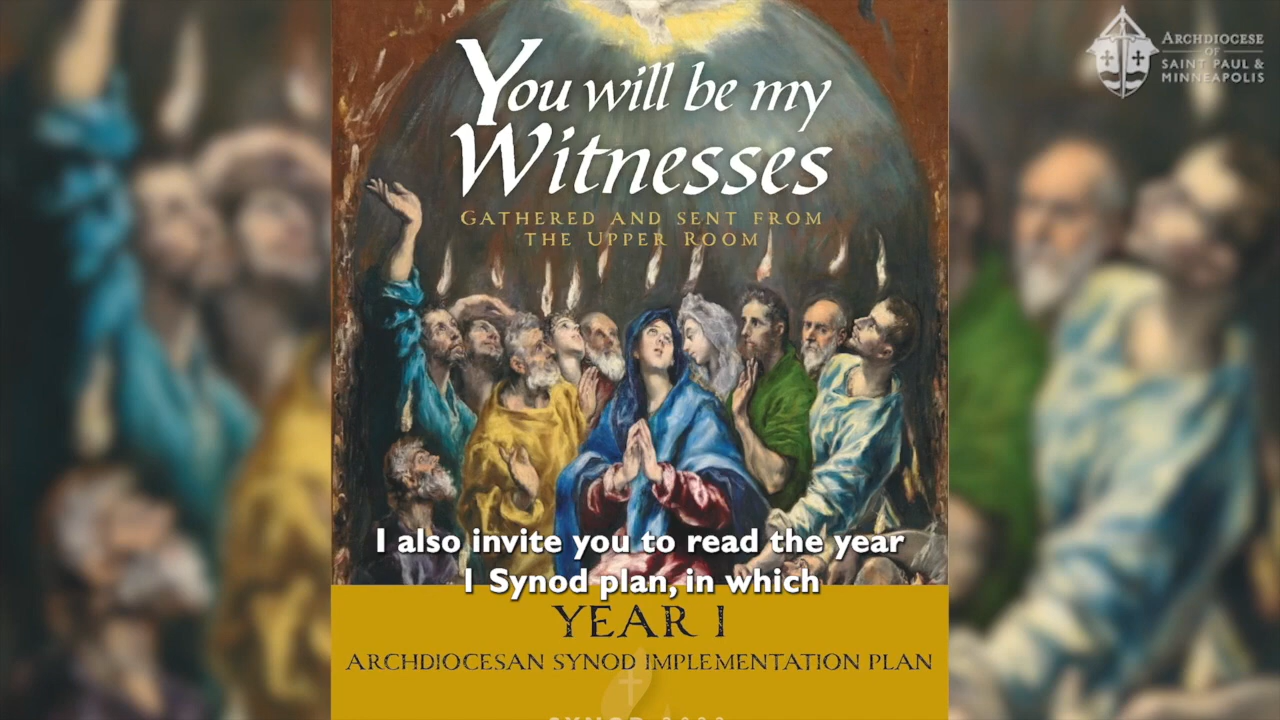 You will be my
Witnesses
GATHERED AND SENT FROM
THE UPPER ROOM
ARCHDIOCESE
OF
SAINT PAUL &
MINNEAPOLIS
I also invite you to read the year
1 Synod plan, in which
YEAR 1
ARCHDIOCESAN SYNOD IMPLEMENTATION PLAN